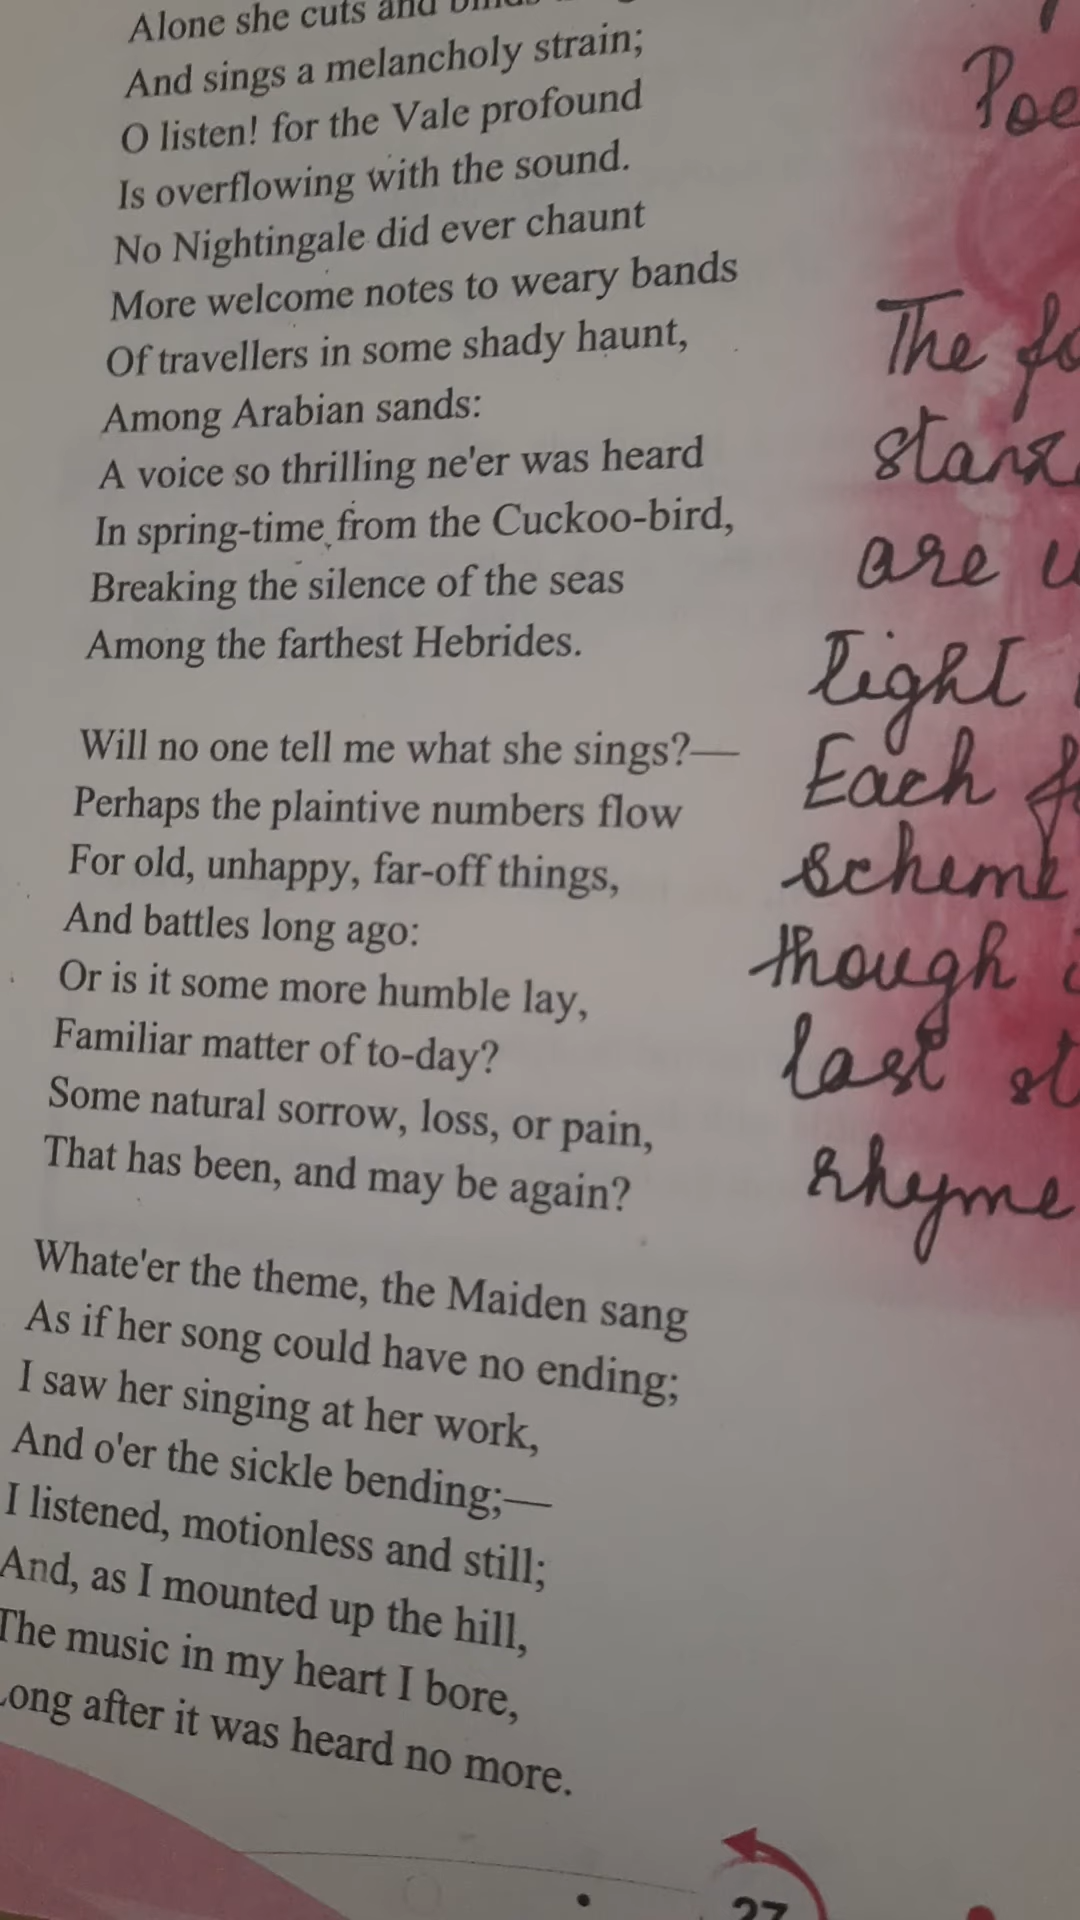 Alone she cuts and
And sings a melancholy strain;
O listen! for the Vale profound
Is overflowing with the sound.
No Nightingale did ever chaunt
More welcome notes to weary bands
Of travellers in some shady haunt,
Among Arabian sands:
A voice so thrilling ne'er was heard
In spring-time from the Cuckoo-bird,
Breaking the silence of the seas
Among the farthest Hebrides.
Will no one tell me what she sings?—
Perhaps the plaintive numbers flow
For old, unhappy, far-off things,
And battles long ago:
Or is it some more humble lay,
Familiar matter of to-day?
Some natural sorrow, loss, or pain,
That has been, and may be again?
Whate'er the theme, the Maiden sang
As if her song could have no ending;
I saw her singing at her work,
And o'er the sickle bending;—
I listened, motionless and still;
And, as I mounted up the hill,
The music in my heart I bore,
Long after it was heard no more.
27
The
are
Eight
Each
scheme
though
last
rhyme